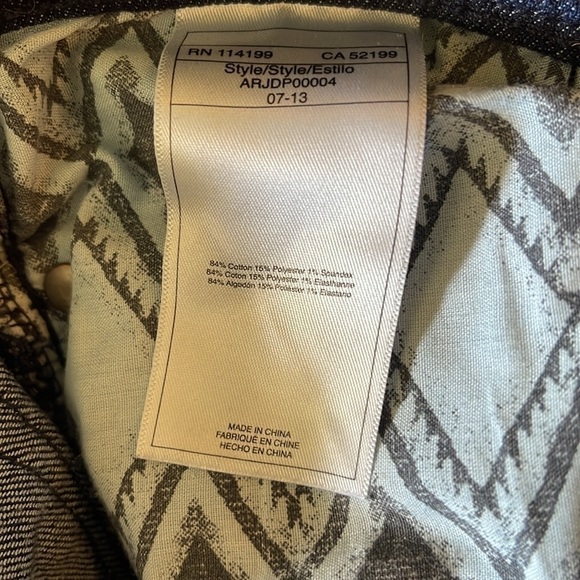 RN 114199 CA 52199
Style/Style/Estilo
ARJDP00004
07-13
84% Cotton 15% Polyester 1% Spandex
84% Coton 15% Polyester 1% Elasthanne
84% Algodón 15% Poliester 1% Elastano
MADE IN CHINA
FABRIQUÉ EN CHINE
HECHO EN CHINA